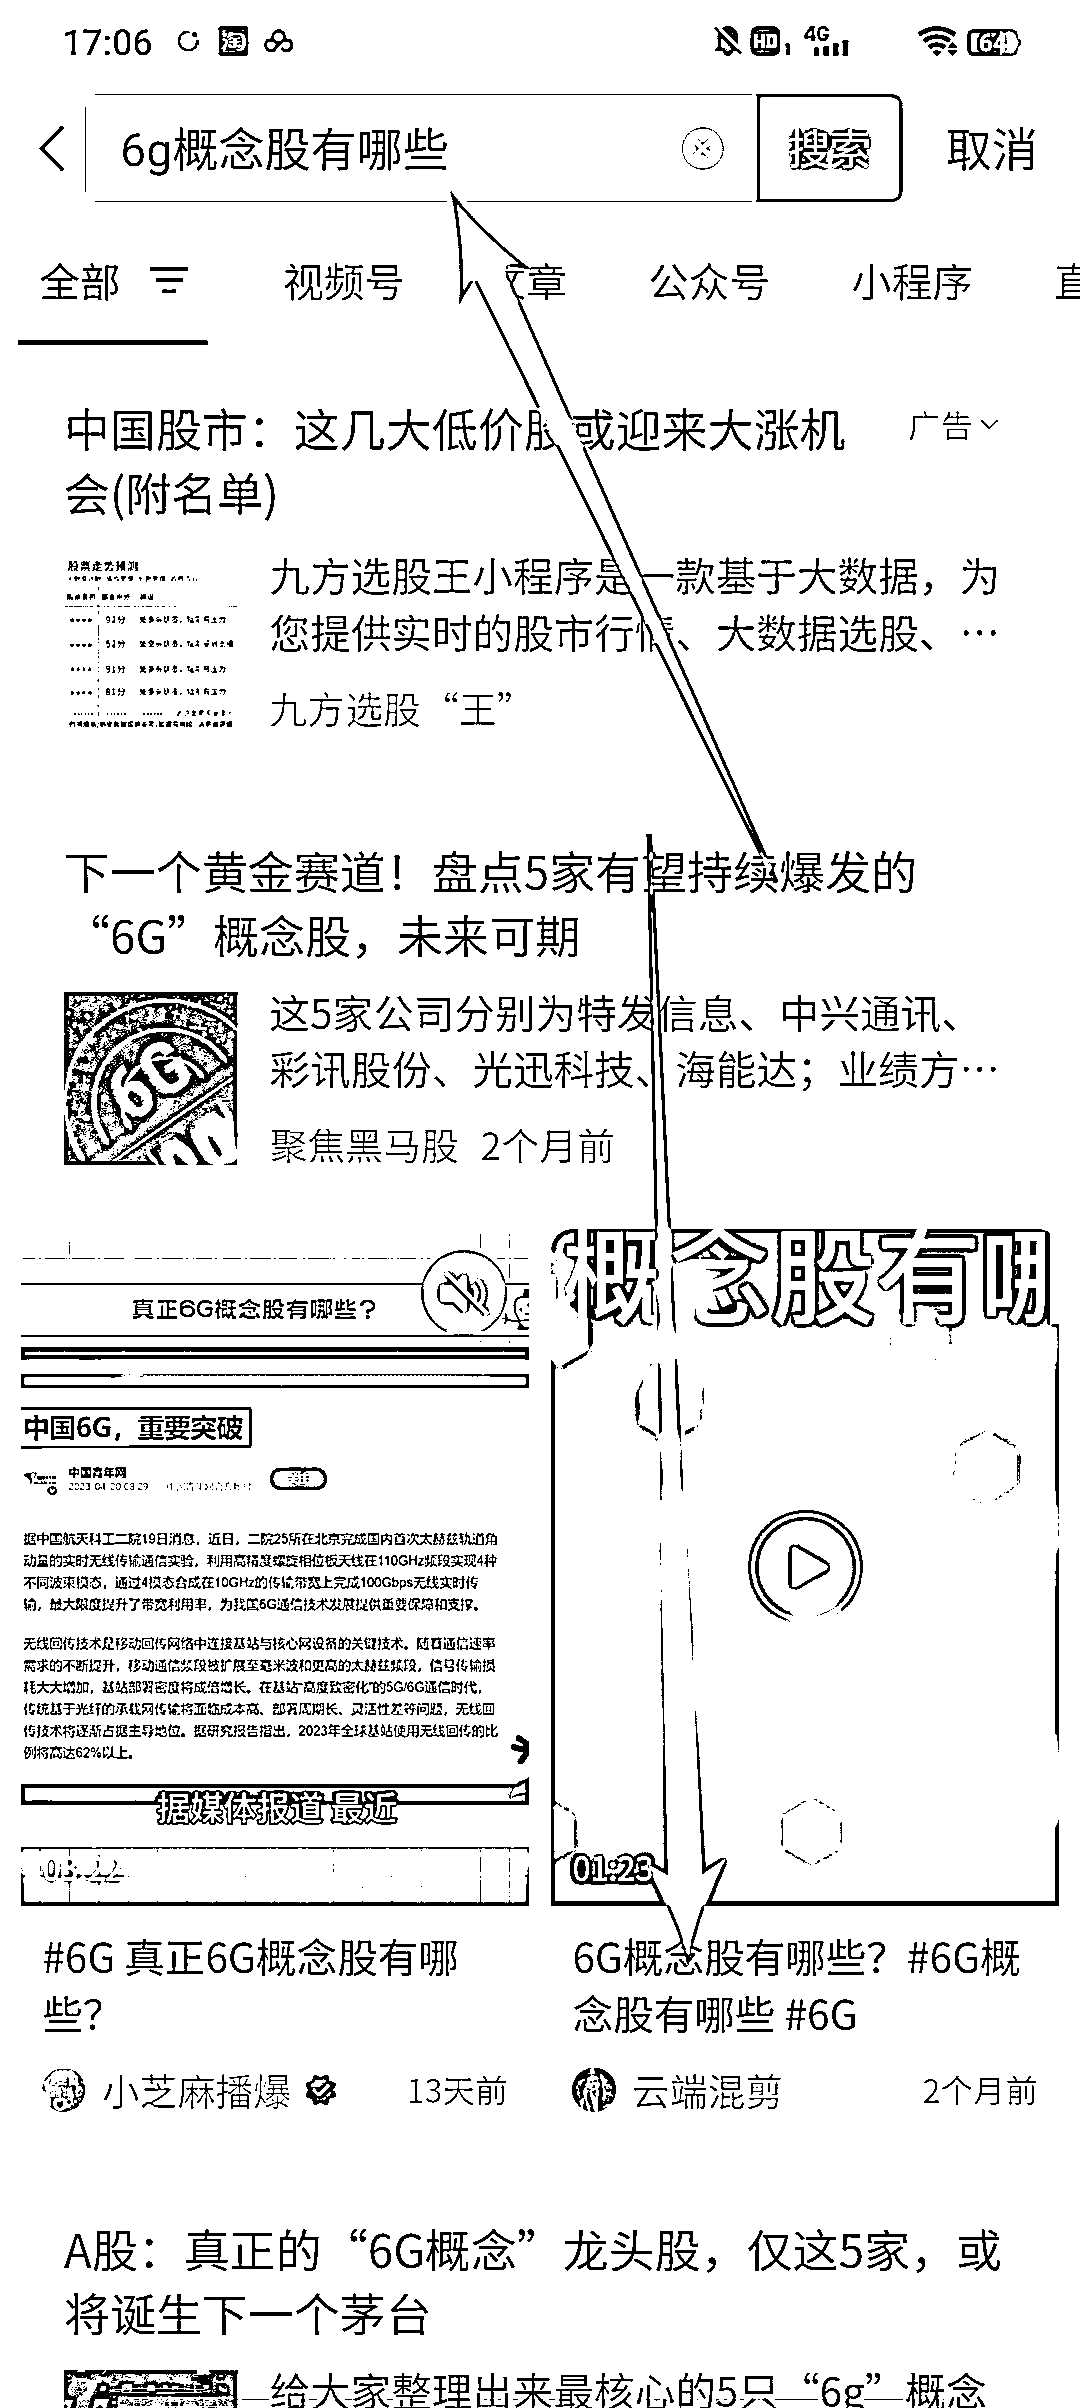 17:06
HD 4G 64
6g概念股有哪些
搜索
取消
全部
视频号
文章
公众号
小程序
中国股市：这几大低价股或迎来大涨机
会(附名单)
广告
九方选股王小程序是一款基于大数据，为
您提供实时的股市行情、大数据选股、…
九方选股“王”
下一个黄金赛道！盘点5家有望持续爆发的
“6G”概念股，未来可期
6G
这5家公司分别为特发信息、中兴通讯、
彩讯股份、光迅科技、海能达；业绩方…
聚焦黑马股 2个月前
真正6G概念股有哪些？
中国6G，重要突破
中国青年网
据中国航天科工二院19日消息，近日，二院25所在北京完成国内首次太赫兹轨道角
动量的实时无线传输通信实验，利用高精度螺旋相位板天线在110GHz频段实现4种
不同波束模态，通过4模态合成在10GHz的传输带宽上完成100Gbps无线实时传
输，最大限度提升了带宽利用率，为我国6G通信技术发展提供重要保障和支撑。
无线回传技术是移动回传网络中连接基站与核心网设备的关键技术。随着通信速率
需求的不断提升，移动通信频段被扩展至毫米波和更高的太赫兹频段，信号传输损
耗大大增加，基站部署密度将成倍增长。在基站“高度致密化”的5G/6G通信时代，
传统基于光纤的承载网传输将面临成本高、部署周期长、灵活性差等问题，无线回
传技术将逐渐占据主导地位。据研究报告指出，2023年全球基站使用无线回传的比
例将高达62%以上。
据媒体报道 最近
概念股有哪
01:23
#6G 真正6G概念股有哪
些？
小芝麻播爆
13天前
6G概念股有哪些？#6G概
念股有哪些 #6G
云端混剪
2个月前
A股：真正的“6G概念”龙头股，仅这5家，或
将诞生下一个茅台
给大家整理出来最核心的5只“6g”概念